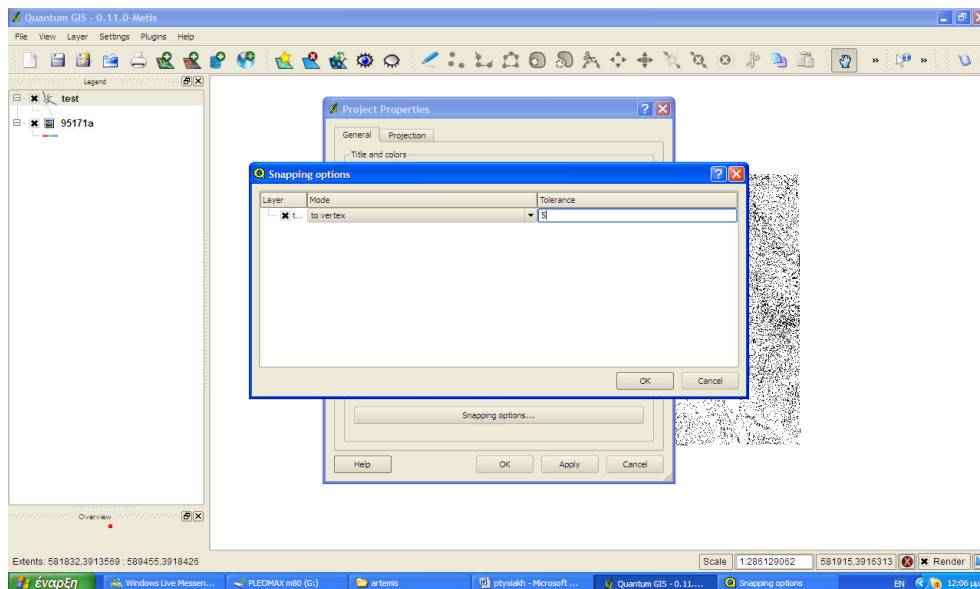 Quantum GIS - 0.11.0-Metis
File View Layer Settings Plugins Help
Legend
test
95171a
Project Properties
General Projection
Title and colors
Snapping options
Layer Mode Tolerance
t... to vertex 5
OK Cancel
Snapping options...
Help OK Apply Cancel
Overview
Extents: 581832,3913569 : 589455,3918426
Scale 1:286129062 581915,3916313 Render
έναρξη Windows Live Messen... PLEOMAX m80 (G:) artemis ptyxiakh - Microsoft ... Quantum GIS - 0.11.... Snapping options EN 12:06 μμ